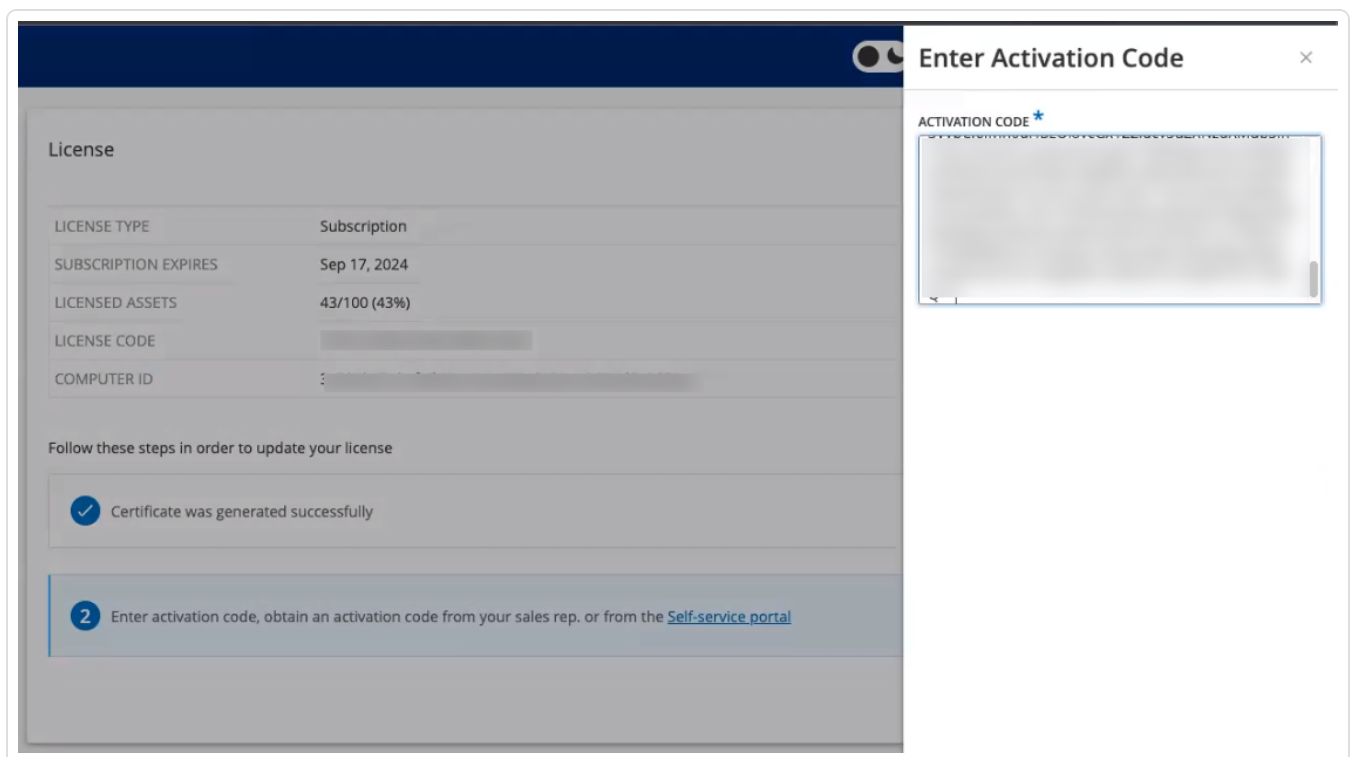 Enter Activation Code
ACTIVATION CODE *
License
LICENSE TYPE Subscription
SUBSCRIPTION EXPIRES Sep 17, 2024
LICENSED ASSETS 43/100 (43%)
LICENSE CODE
COMPUTER ID
Follow these steps in order to update your license
Certificate was generated successfully
2 Enter activation code, obtain an activation code from your sales rep. or from the Self-service portal